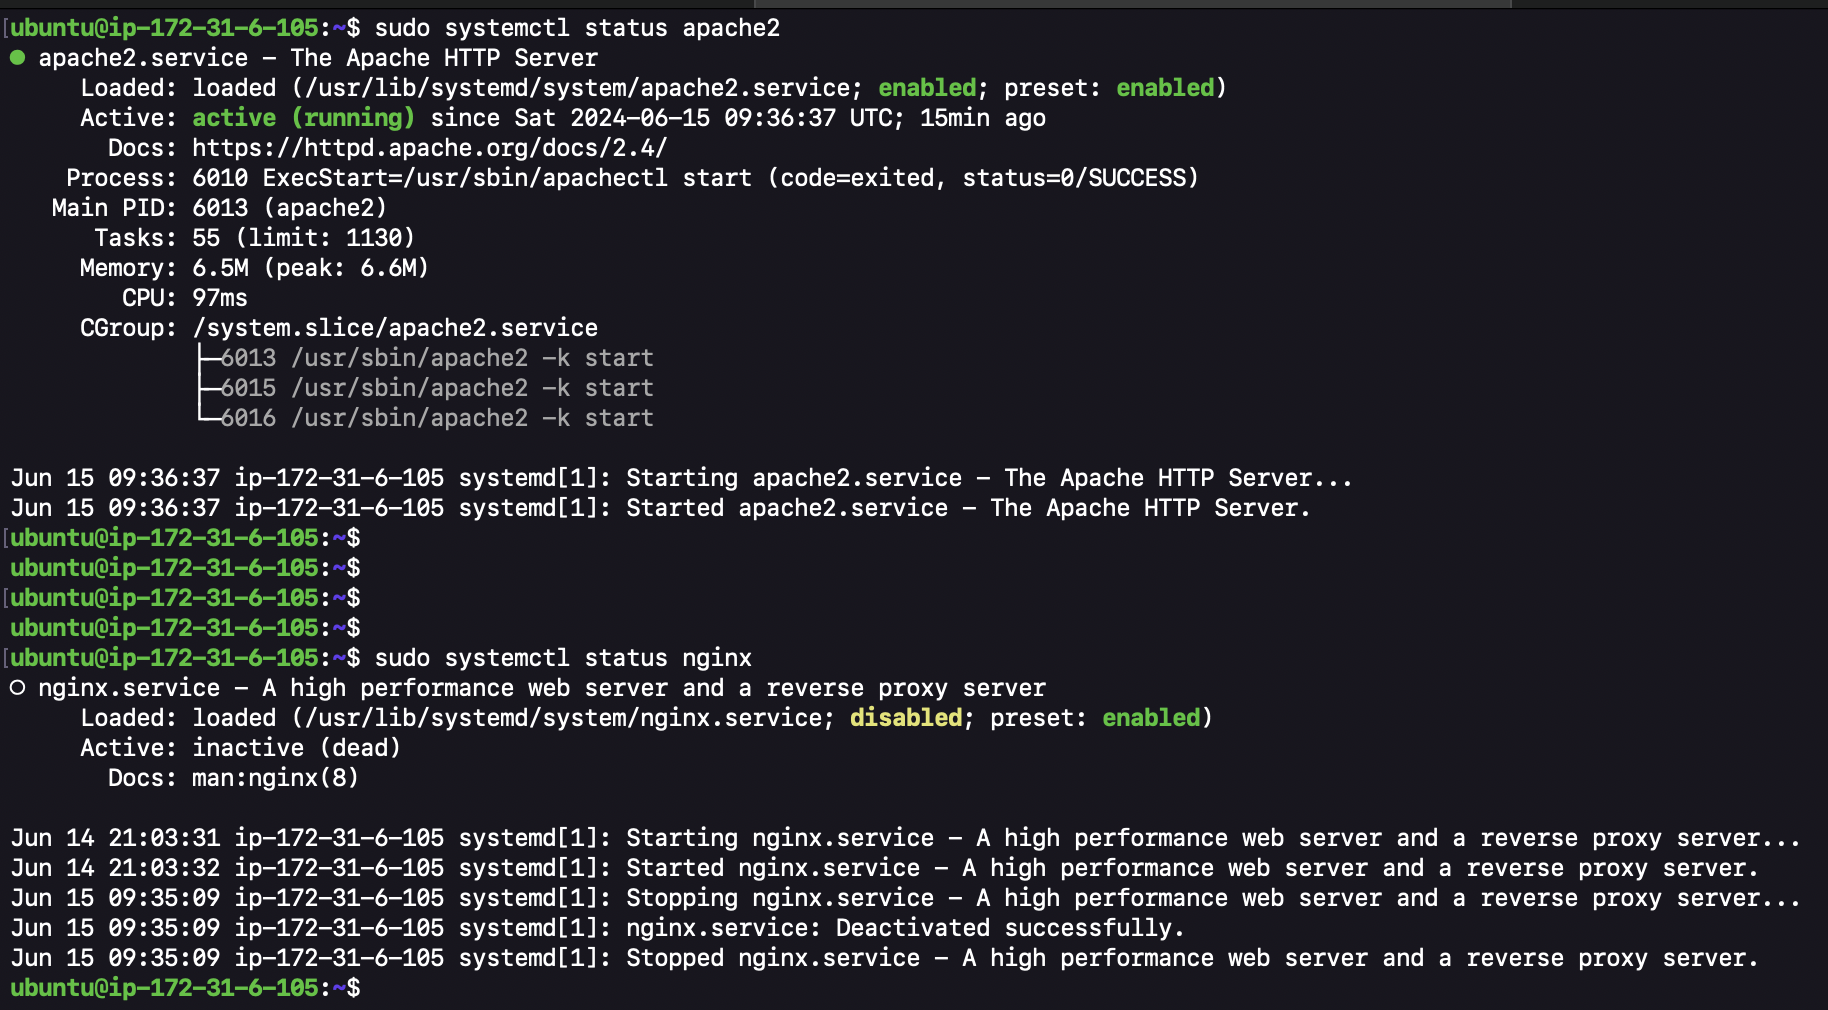 [ubuntu@ip-172-31-6-105:~$ sudo systemctl status apache2
● apache2.service - The Apache HTTP Server
     Loaded: loaded (/usr/lib/systemd/system/apache2.service; enabled; preset: enabled)
     Active: active (running) since Sat 2024-06-15 09:36:37 UTC; 15min ago
       Docs: https://httpd.apache.org/docs/2.4/
    Process: 6010 ExecStart=/usr/sbin/apachectl start (code=exited, status=0/SUCCESS)
   Main PID: 6013 (apache2)
      Tasks: 55 (limit: 1130)
     Memory: 6.5M (peak: 6.6M)
        CPU: 97ms
     CGroup: /system.slice/apache2.service
             ├─6013 /usr/sbin/apache2 -k start
             ├─6015 /usr/sbin/apache2 -k start
             └─6016 /usr/sbin/apache2 -k start

Jun 15 09:36:37 ip-172-31-6-105 systemd[1]: Starting apache2.service - The Apache HTTP Server...
Jun 15 09:36:37 ip-172-31-6-105 systemd[1]: Started apache2.service - The Apache HTTP Server.
[ubuntu@ip-172-31-6-105:~$
ubuntu@ip-172-31-6-105:~$
[ubuntu@ip-172-31-6-105:~$
ubuntu@ip-172-31-6-105:~$
[ubuntu@ip-172-31-6-105:~$ sudo systemctl status nginx
○ nginx.service - A high performance web server and a reverse proxy server
     Loaded: loaded (/usr/lib/systemd/system/nginx.service; disabled; preset: enabled)
     Active: inactive (dead)
       Docs: man:nginx(8)

Jun 14 21:03:31 ip-172-31-6-105 systemd[1]: Starting nginx.service - A high performance web server and a reverse proxy server...
Jun 14 21:03:32 ip-172-31-6-105 systemd[1]: Started nginx.service - A high performance web server and a reverse proxy server.
Jun 15 09:35:09 ip-172-31-6-105 systemd[1]: Stopping nginx.service - A high performance web server and a reverse proxy server...
Jun 15 09:35:09 ip-172-31-6-105 systemd[1]: nginx.service: Deactivated successfully.
Jun 15 09:35:09 ip-172-31-6-105 systemd[1]: Stopped nginx.service - A high performance web server and a reverse proxy server.
ubuntu@ip-172-31-6-105:~$